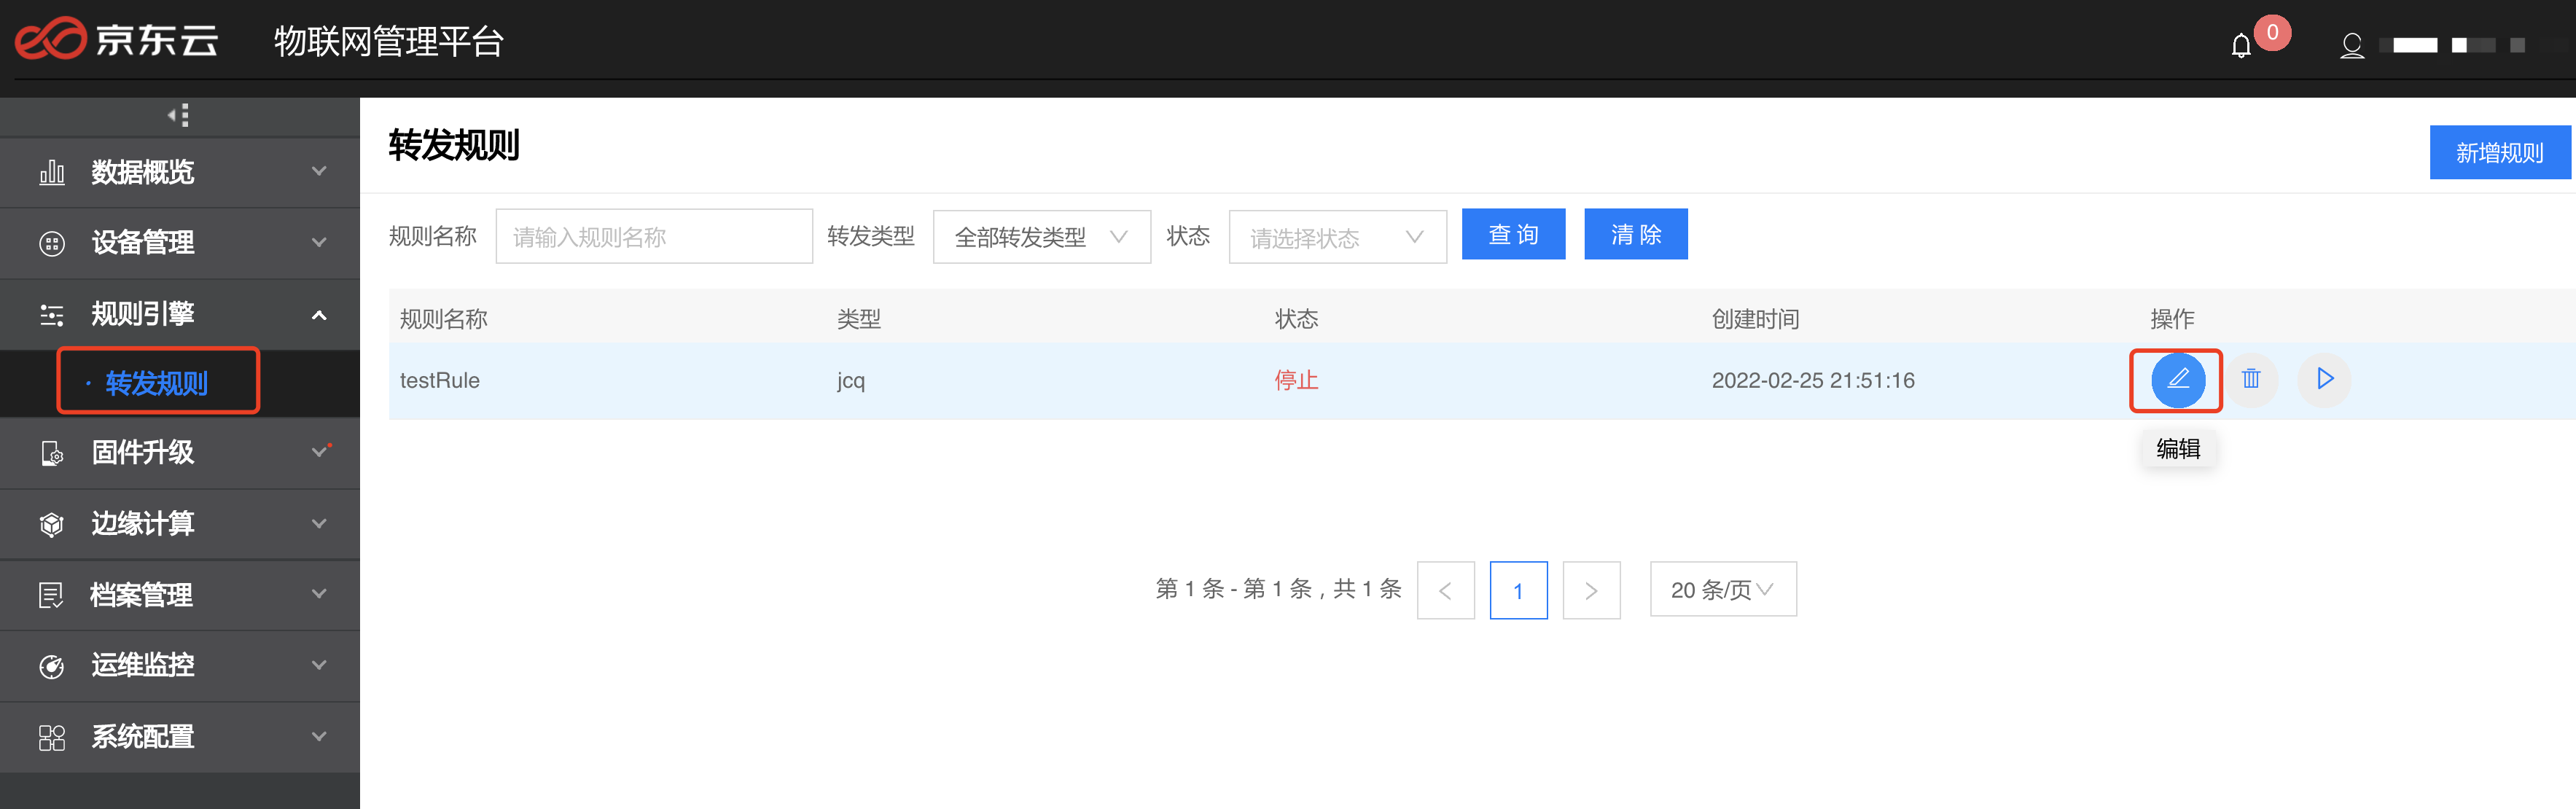 京东云 物联网管理平台 0
数据概览
设备管理
规则引擎
· 转发规则
固件升级
边缘计算
档案管理
运维监控
系统配置
转发规则 新增规则
规则名称 请输入规则名称 转发类型 全部转发类型 状态 请选择状态 查 询 清 除
规则名称 类型 状态 创建时间 操作
testRule jcq 停止 2022-02-25 21:51:16
编辑
第 1 条 - 第 1 条，共 1 条 < 1 > 20 条/页